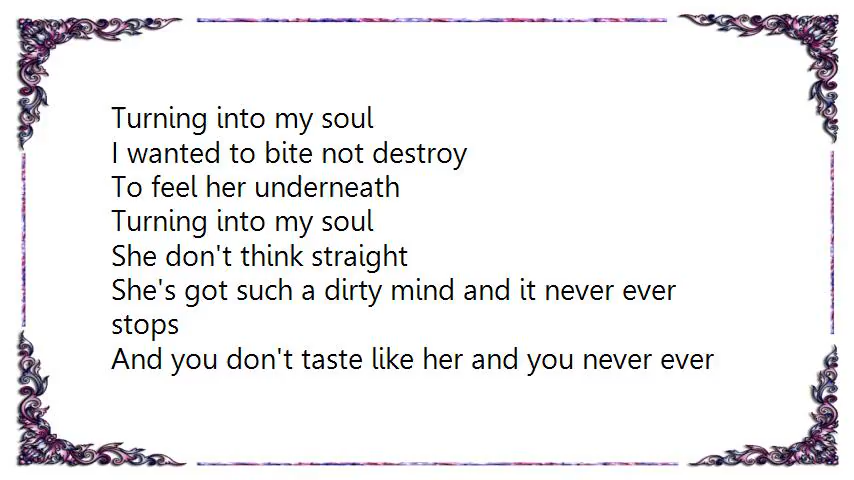 Turning into my soul
I wanted to bite not destroy
To feel her underneath
Turning into my soul
She don't think straight
She's got such a dirty mind and it never ever
stops
And you don't taste like her and you never ever